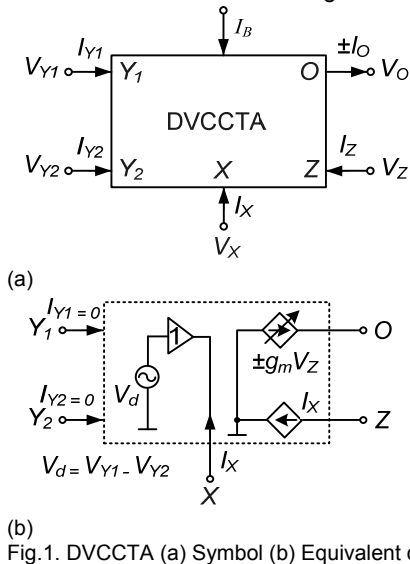 I_B
I_Y1
±I_O
V_Y1
Y_1
O
V_O
DVCCTA
I_Y2
I_Z
V_Y2
Y_2
X
Z
V_Z
I_X
V_X
(a)
I_Y1 = 0
Y_1
1
O
±g_mV_Z
I_Y2 = 0
V_d
I_X
Y_2
Z
V_d = V_Y1 - V_Y2
I_X
X
(b)
Fig.1. DVCCTA (a) Symbol (b) Equivalent